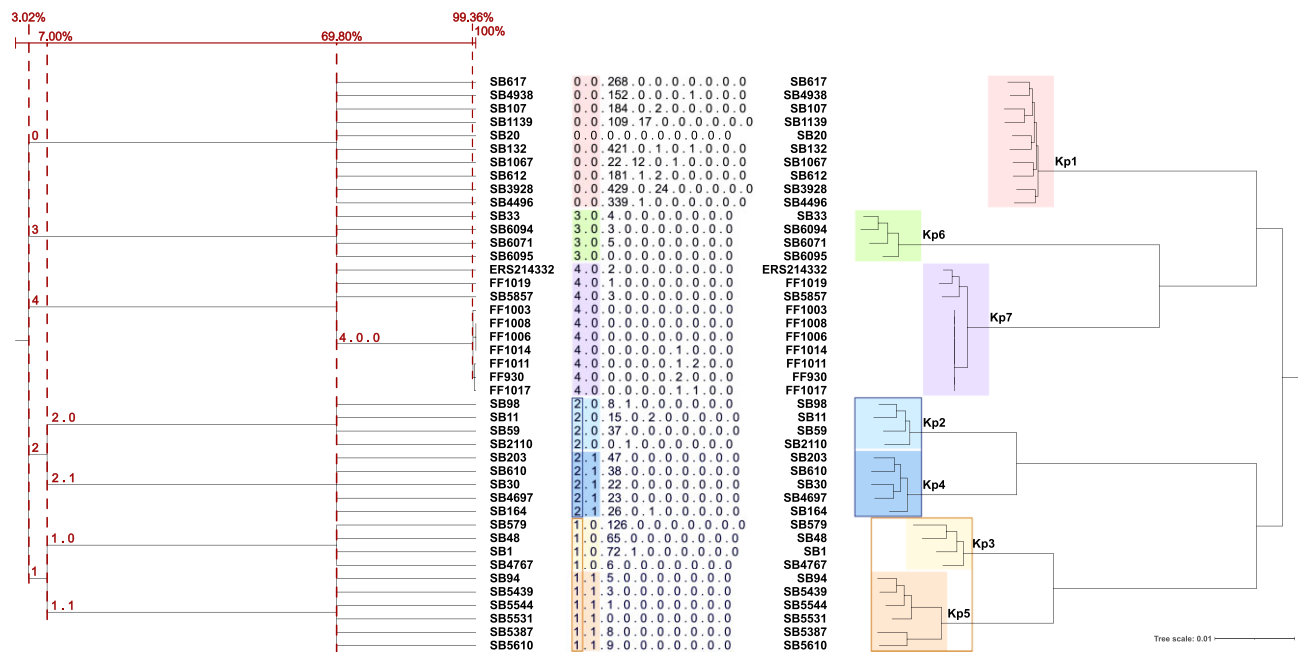 3.02% 99.36%
7.00% 69.80% 100%
SB617 0.0.268.0.0.0.0.0.0.0 SB617
SB4938 0.0.152.0.0.0.1.0.0.0 SB4938
SB107 0.0.184.0.2.0.0.0.0.0 SB107
SB1139 0.0.109.17.0.0.0.0.0.0 SB1139
0 SB20 0.0.0.0.0.0.0.0.0.0 SB20
SB132 0.0.421.0.1.0.1.0.0.0 SB132
SB1067 0.0.22.12.0.1.0.0.0.0 SB1067 Kp1
SB612 0.0.181.1.2.0.0.0.0.0 SB612
SB3928 0.0.429.0.24.0.0.0.0.0 SB3928
SB4496 0.0.339.1.0.0.0.0.0.0 SB4496
SB33 3.0.4.0.0.0.0.0.0.0 SB33
3 SB6094 3.0.3.0.0.0.0.0.0.0 SB6094 Kp6
SB6071 3.0.5.0.0.0.0.0.0.0 SB6071
SB6095 3.0.0.0.0.0.0.0.0.0 SB6095
ERS214332 4.0.2.0.0.0.0.0.0.0 ERS214332
FF1019 4.0.1.0.0.0.0.0.0.0 FF1019
4 SB5857 4.0.3.0.0.0.0.0.0.0 SB5857
FF1003 4.0.0.0.0.0.0.0.0.0 FF1003
FF1008 4.0.0.0.0.0.0.0.0.0 FF1008 Kp7
4.0.0 FF1006 4.0.0.0.0.0.0.0.0.0 FF1006
FF1014 4.0.0.0.0.0.1.0.0.0 FF1014
FF1011 4.0.0.0.0.0.1.2.0.0 FF1011
FF930 4.0.0.0.0.0.2.0.0.0 FF930
FF1017 4.0.0.0.0.0.1.1.0.0 FF1017
SB98 2.0.8.1.0.0.0.0.0.0 SB98
2.0 SB11 2.0.15.0.2.0.0.0.0.0 SB11 Kp2
SB59 2.0.37.0.0.0.0.0.0.0 SB59
2 SB2110 2.0.0.1.0.0.0.0.0.0 SB2110
SB203 2.1.47.0.0.0.0.0.0.0 SB203
2.1 SB610 2.1.38.0.0.0.0.0.0.0 SB610
SB30 2.1.22.0.0.0.0.0.0.0 SB30 Kp4
SB4697 2.1.23.0.0.0.0.0.0.0 SB4697
SB164 2.1.26.0.1.0.0.0.0.0 SB164
SB579 1.0.126.0.0.0.0.0.0.0 SB579
1.0 SB48 1.0.65.0.0.0.0.0.0.0 SB48 Kp3
SB1 1.0.72.1.0.0.0.0.0.0 SB1
SB4767 1.0.6.0.0.0.0.0.0.0 SB4767
1 SB94 1.1.5.0.0.0.0.0.0.0 SB94
SB5439 1.1.3.0.0.0.0.0.0.0 SB5439
1.1 SB5544 1.1.1.0.0.0.0.0.0.0 SB5544 Kp5
SB5531 1.1.0.0.0.0.0.0.0.0 SB5531
SB5387 1.1.8.0.0.0.0.0.0.0 SB5387
SB5610 1.1.9.0.0.0.0.0.0.0 SB5610
Tree scale: 0.01